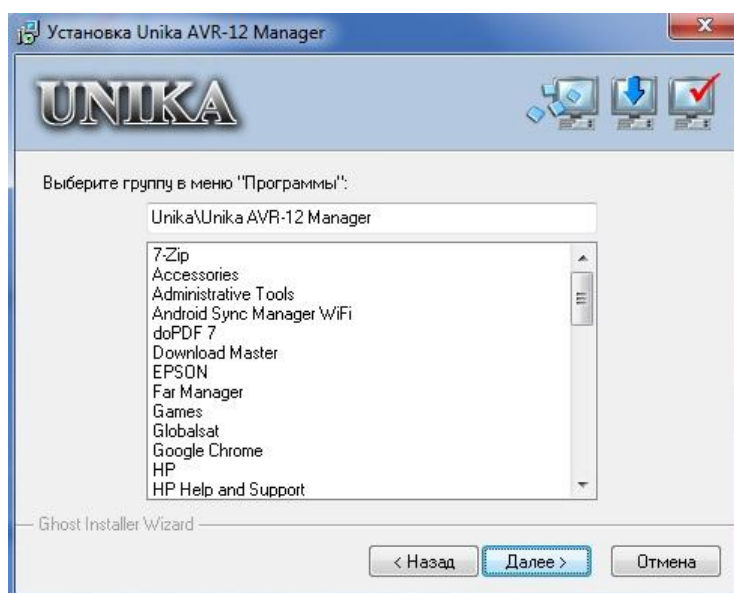 Установка Unika AVR-12 Manager
UNIKA
Выберите группу в меню "Программы":
Unika\Unika AVR-12 Manager
7-Zip
Accessories
Administrative Tools
Android Sync Manager WiFi
doPDF 7
Download Master
EPSON
Far Manager
Games
Globalsat
Google Chrome
HP
HP Help and Support
Ghost Installer Wizard
< Назад
Далее >
Отмена